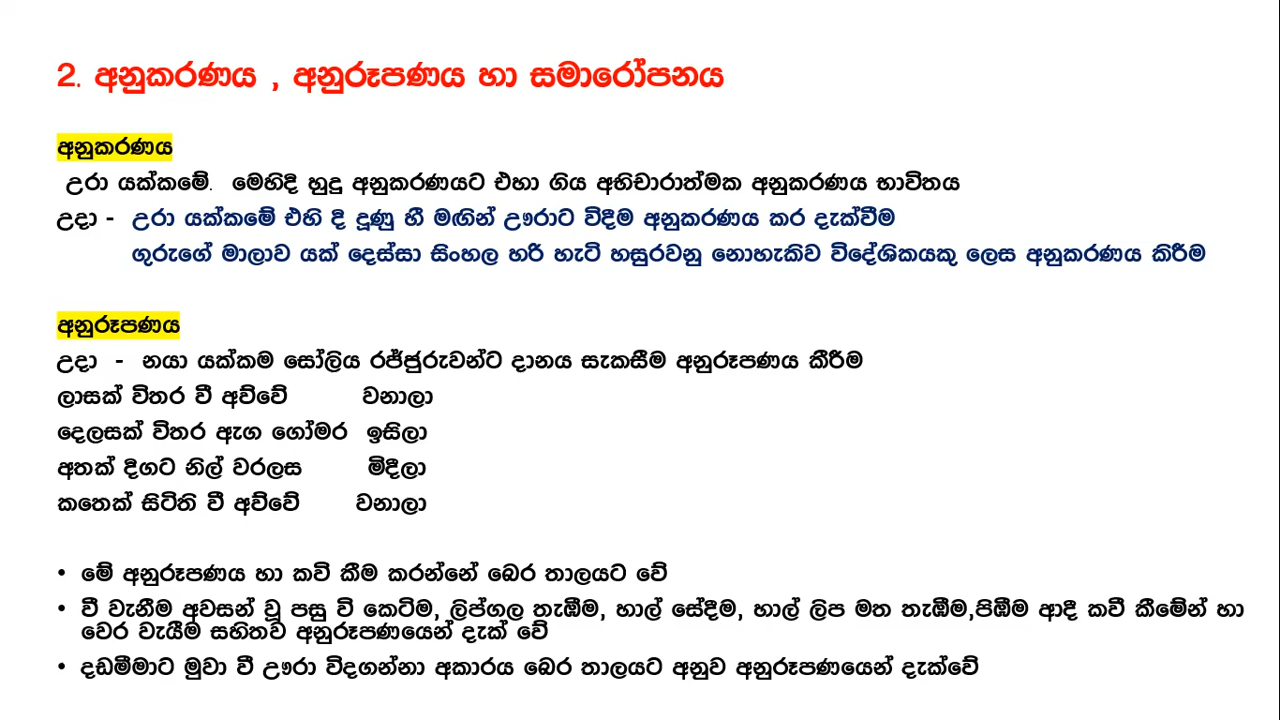 2. අනුකරණය , අනුරූපණය හා සමාරෝපනය
අනුකරණය
උරා යක්කමේ. මෙහිදි හුදු අනුකරණයට එහා ගිය අභිචාරාත්මක අනුකරණය භාවිතය
උදා - උරා යක්කමේ එහි දි දූණු හී මඟින් ඌරාට විදීම අනුකරණය කර දැක්වීම
ගුරුගේ මාලාව යක් දෙස්සා සිංහල හරි හැටි හසුරවනු නොහැකිව විදේශිකයකු ලෙස අනුකරණය කිරීම
අනුරූපණය
උදා - නයා යක්කම සෝලිය රජ්ජුරුවන්ට දානය සැකසීම අනුරූපණය කීරීම
ලාසක් විතර වී අව්වේ වනාලා
දෙලසක් විතර ඇග ගෝමර ඉසිලා
අතක් දිගට නිල් වරලස මිදිලා
කතෙක් සිටිති වී අව්වේ වනාලා
• මේ අනුරූපණය හා කවි කීම කරන්නේ බෙර තාලයට වේ
• වී වැනීම අවසන් වූ පසු වි කෙටීම, ලිප්ගල තැඹීම, හාල් සේදීම, හාල් ලිප මත තැඹීම,පිඹීම ආදි කවී කීමේන් හා
වෙර වැයීම සහිතව අනුරූපණයෙන් දැක් වේ
• දඩමීමාට මුවා වී ඌරා විදගන්නා අකාරය බෙර තාලයට අනුව අනුරූපණයෙන් දැක්වේ